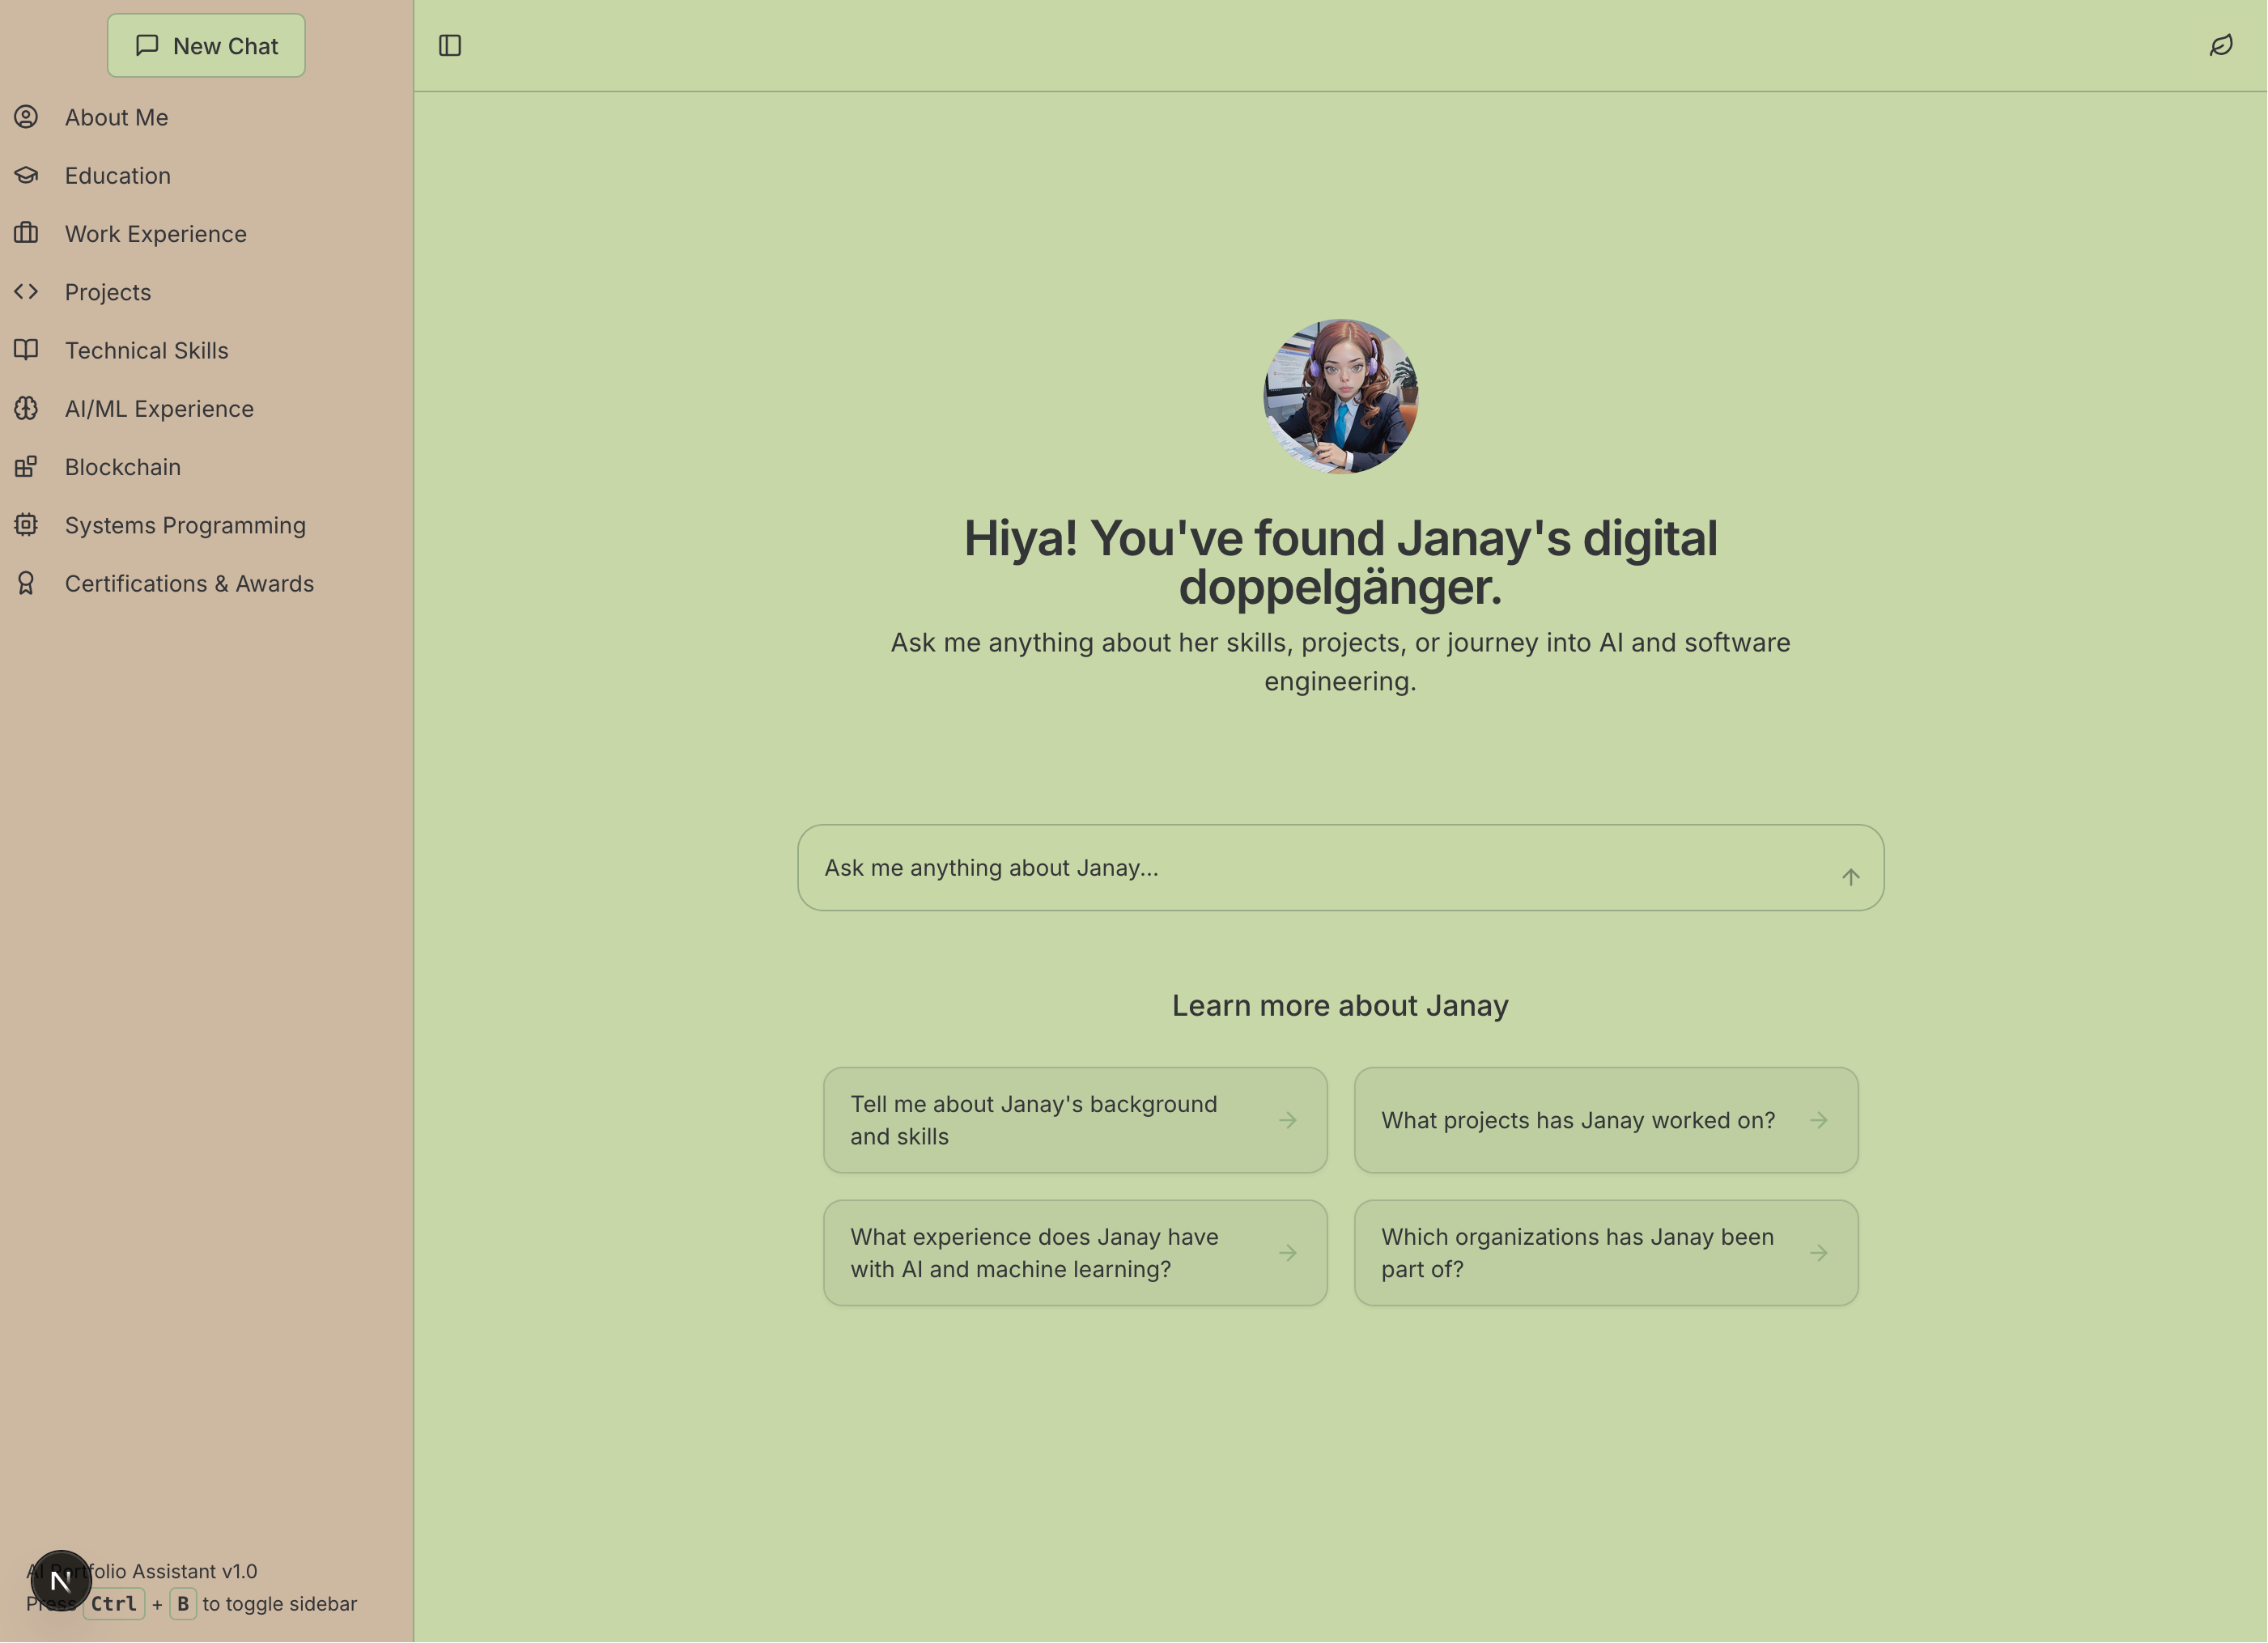 New Chat
About Me
Education
Work Experience
Projects
Technical Skills
AI/ML Experience
Blockchain
Systems Programming
Certifications & Awards
Hiya! You've found Janay's digital
doppelgänger.
Ask me anything about her skills, projects, or journey into AI and software
engineering.
Ask me anything about Janay...
Learn more about Janay
Tell me about Janay's background
and skills
What projects has Janay worked on?
What experience does Janay have
with AI and machine learning?
Which organizations has Janay been
part of?
AI Portfolio Assistant v1.0
Press Ctrl + B to toggle sidebar
N